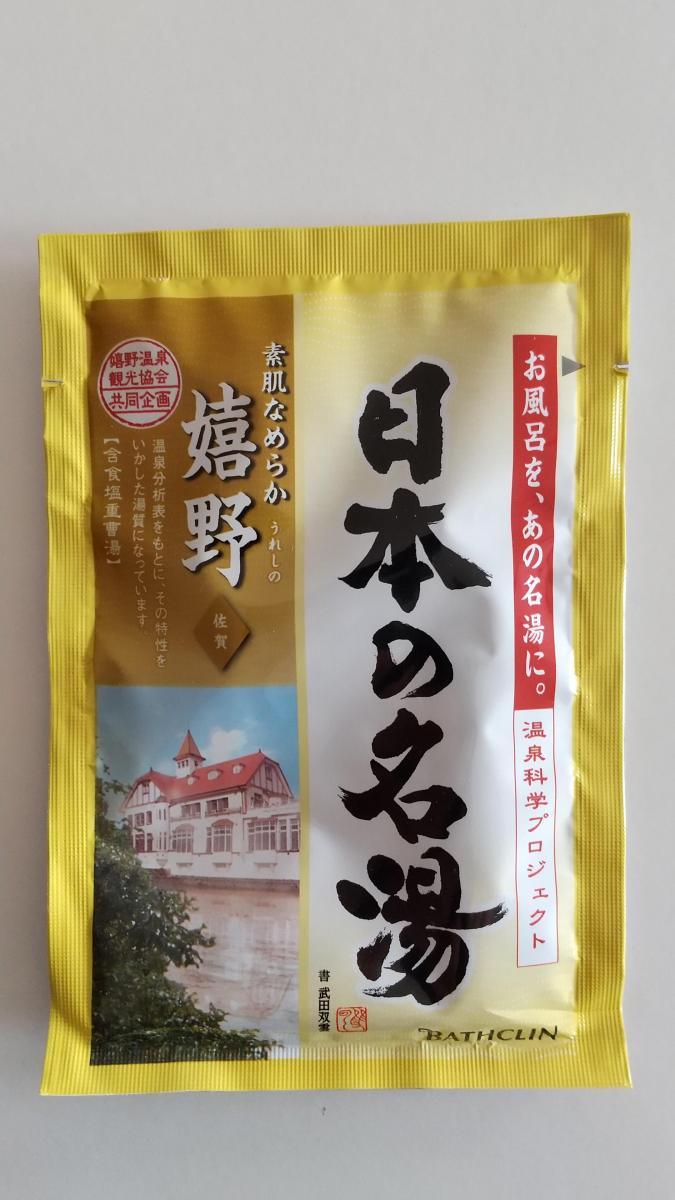 お風呂を、あの名湯に。
温泉科学プロジェクト
日本の名湯
書 武田双雲
BATHCLIN
素肌なめらか
うれしの
嬉野
佐賀
嬉野温泉
観光協会
共同企画
温泉分析表をもとに、その特性を
いかした湯質になっています。
【含食塩重曹湯】